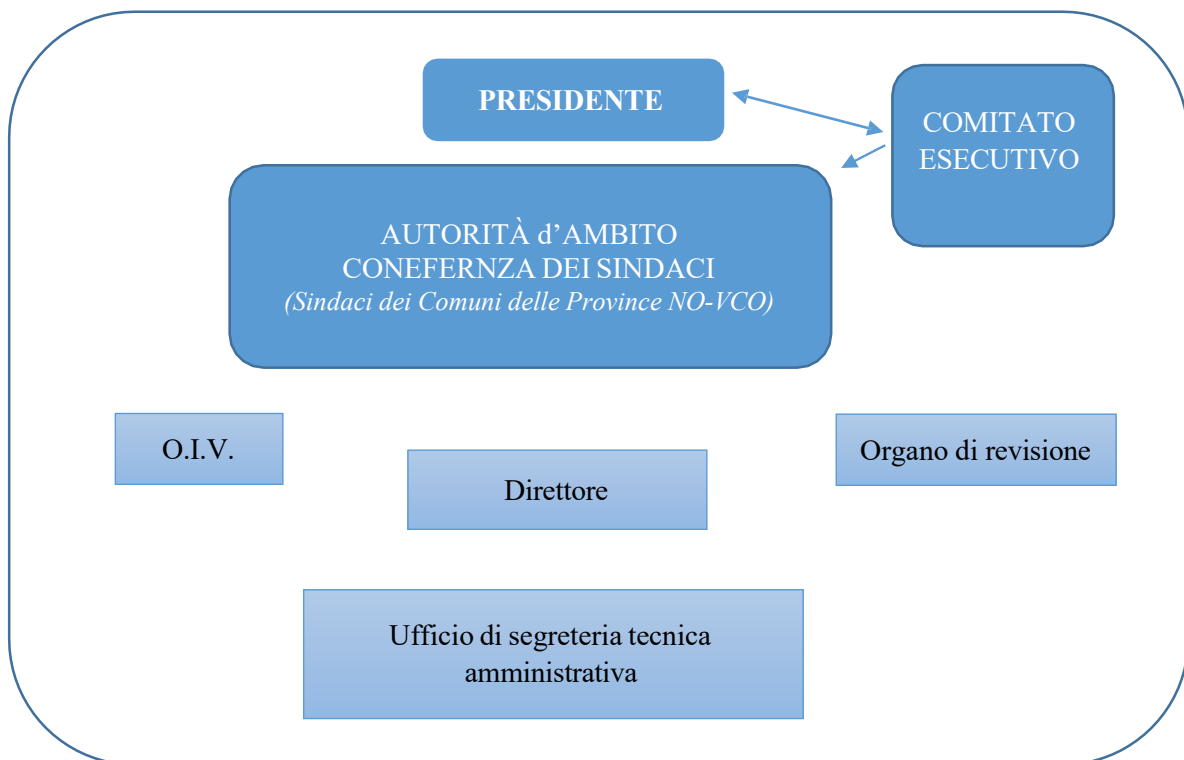 PRESIDENTE
COMITATO
ESECUTIVO
AUTORITÀ d’AMBITO
CONEFERNZA DEI SINDACI
(Sindaci dei Comuni delle Province NO-VCO)
O.I.V.
Organo di revisione
Direttore
Ufficio di segreteria tecnica
amministrativa